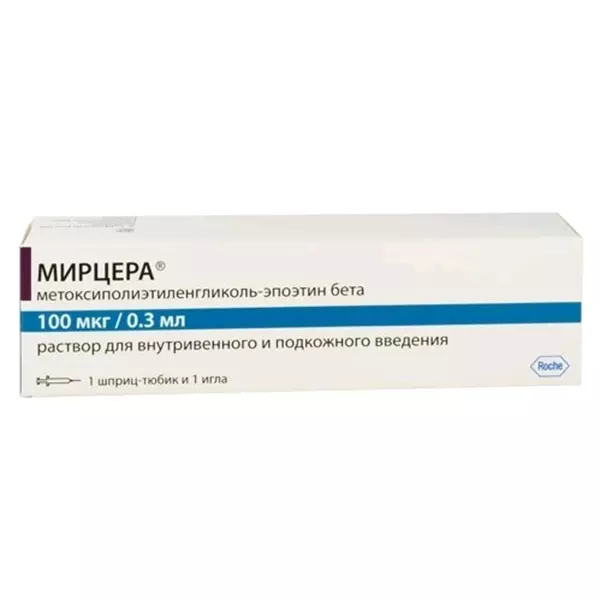 МИРЦЕРА®
метоксиполиэтиленгликоль-эпоэтин бета
100 мкг / 0.3 мл
раствор для внутривенного и подкожного введения
1 шприц-тюбик и 1 игла
Roche